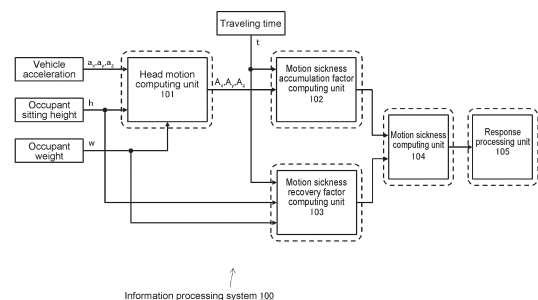 Traveling time
t
Vehicle
acceleration
ax,ay,az
Occupant
sitting height
h
Occupant
weight
w
Head motion
computing unit
101
Ax,Ay,Az
Motion sickness
accumulation factor
computing unit
102
Motion sickness
recovery factor
computing unit
103
Motion sickness
computing unit
104
Response
processing unit
105
Information processing system 100